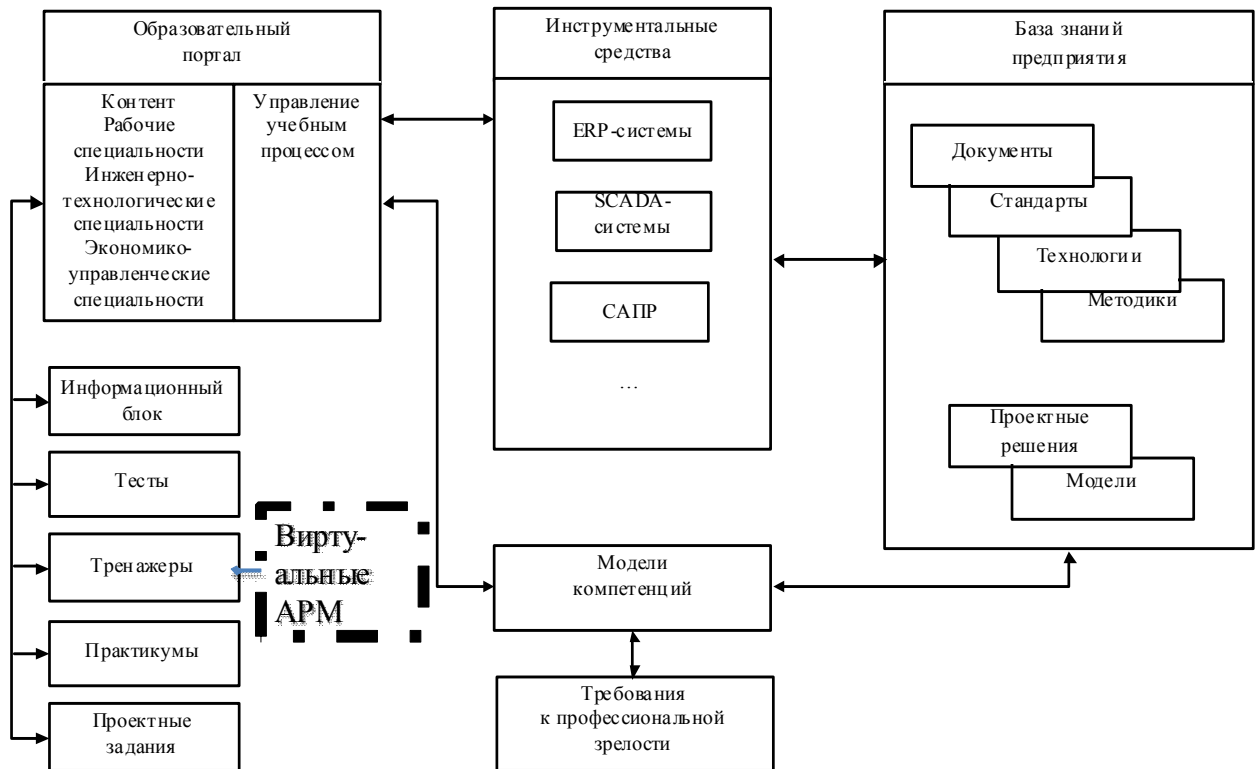 Образовательный
портал
Контент
Рабочие
специальности
Инженерно-
технологические
специальности
Экономико-
управленческие
специальности
Управление
учебным
процессом
Информационный
блок
Тесты
Тренажеры
Практикумы
Проектные
задания
Вирту-
альные
АРМ
Инструментальные
средства
ERP-системы
SCADA-
системы
САПР
...
Модели
компетенций
Требования
к профессиональной
зрелости
База знаний
предприятия
Документы
Стандарты
Технологии
Методики
Проектные
решения
Модели